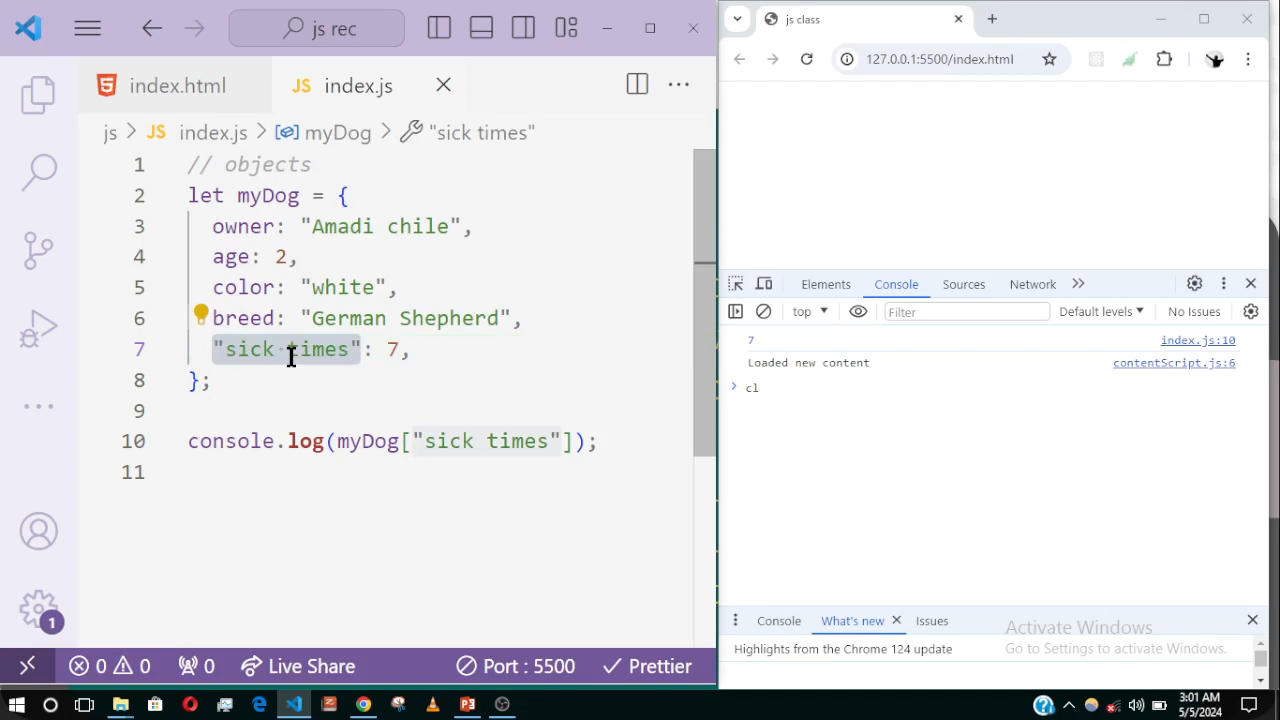 js rec
index.html
JS index.js
js > JS index.js > myDog > "sick times"
1 // objects
2 let myDog = {
3 owner: "Amadi chile",
4 age: 2,
5 color: "white",
6 breed: "German Shepherd",
7 "sick times": 7,
8 };
9
10 console.log(myDog["sick times"]);
11
1
0 0 0 Live Share Port : 5500 Prettier
js class
127.0.0.1:5500/index.html
Elements Console Sources Network
top Filter Default levels No Issues
7 index.js:10
Loaded new content contentScript.js:6
> cl
Console What's new Issues
Highlights from the Chrome 124 update
Activate Windows
Go to Settings to activate Windows.
3:01 AM
5/5/2024